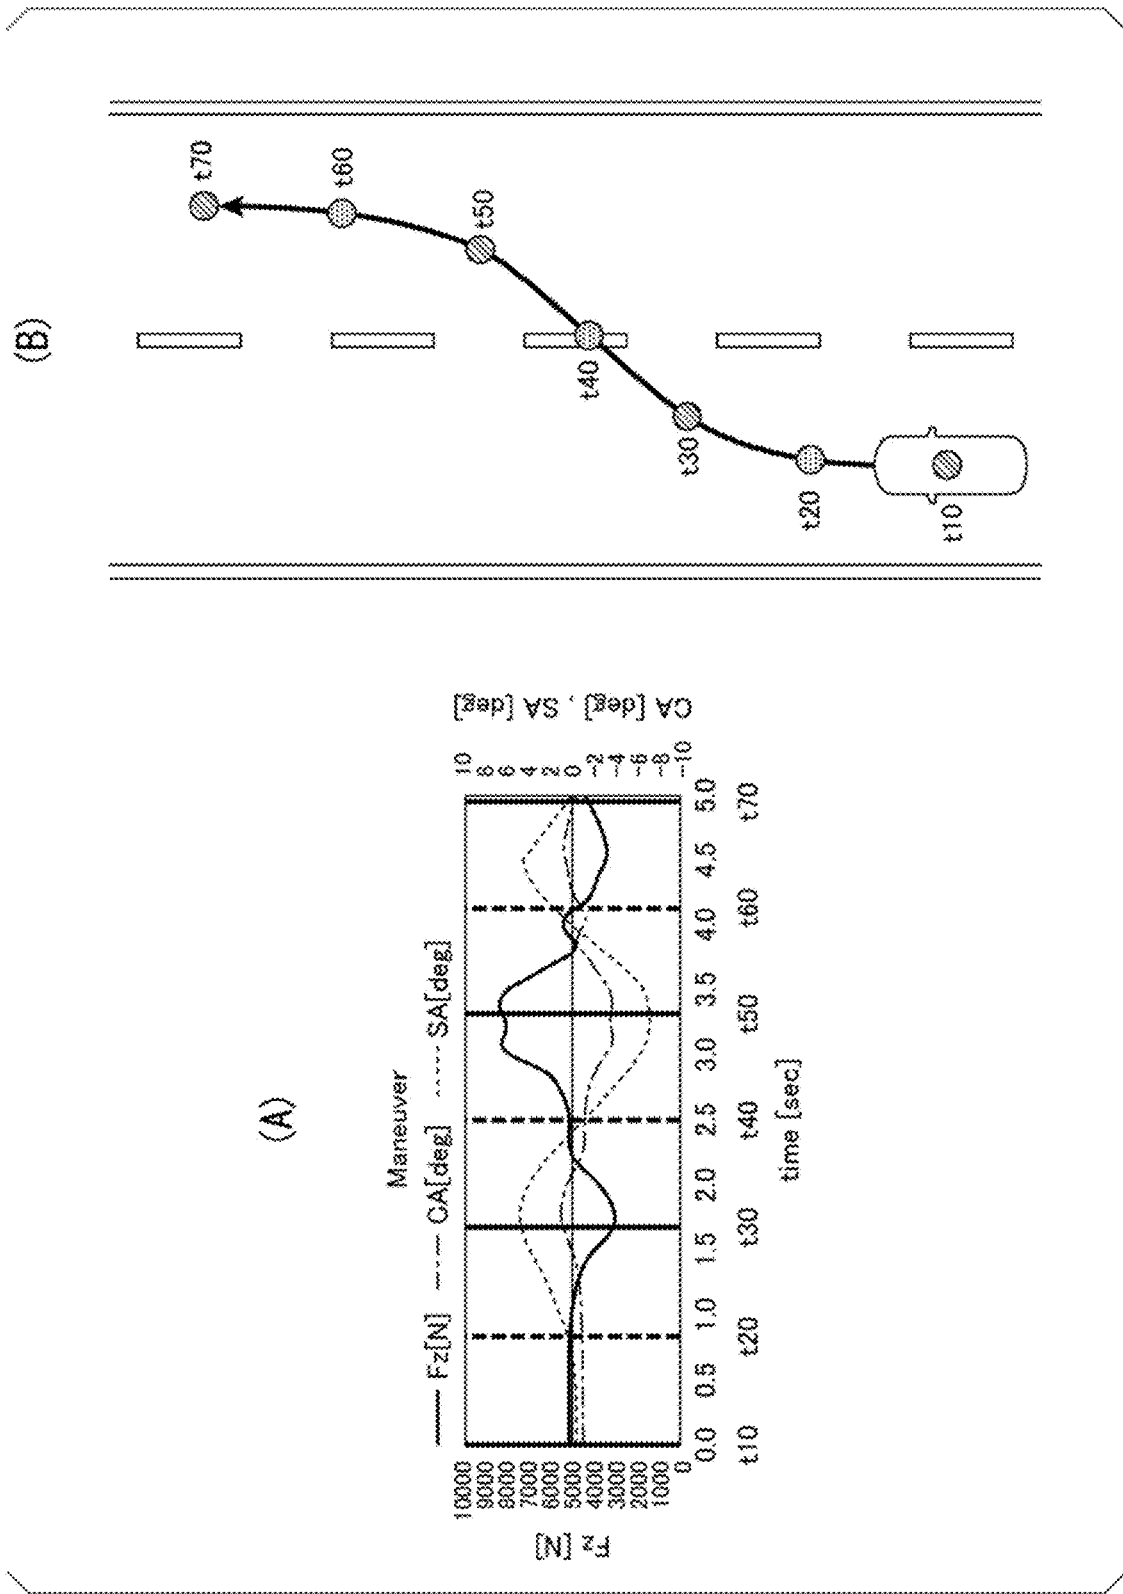 (A)
Maneuver
Fz[N] CA[deg] SA[deg]
Fz [N]
10000
9000
8000
7000
6000
5000
4000
3000
2000
1000
0
10
8
6
4
2
0
-2
-4
-6
-8
-10
CA [deg] , SA [deg]
0.0 0.5 1.0 1.5 2.0 2.5 3.0 3.5 4.0 4.5 5.0
t10 t20 t30 t40 t50 t60 t70
time [sec]
(B)
t70
t60
t50
t40
t30
t20
t10